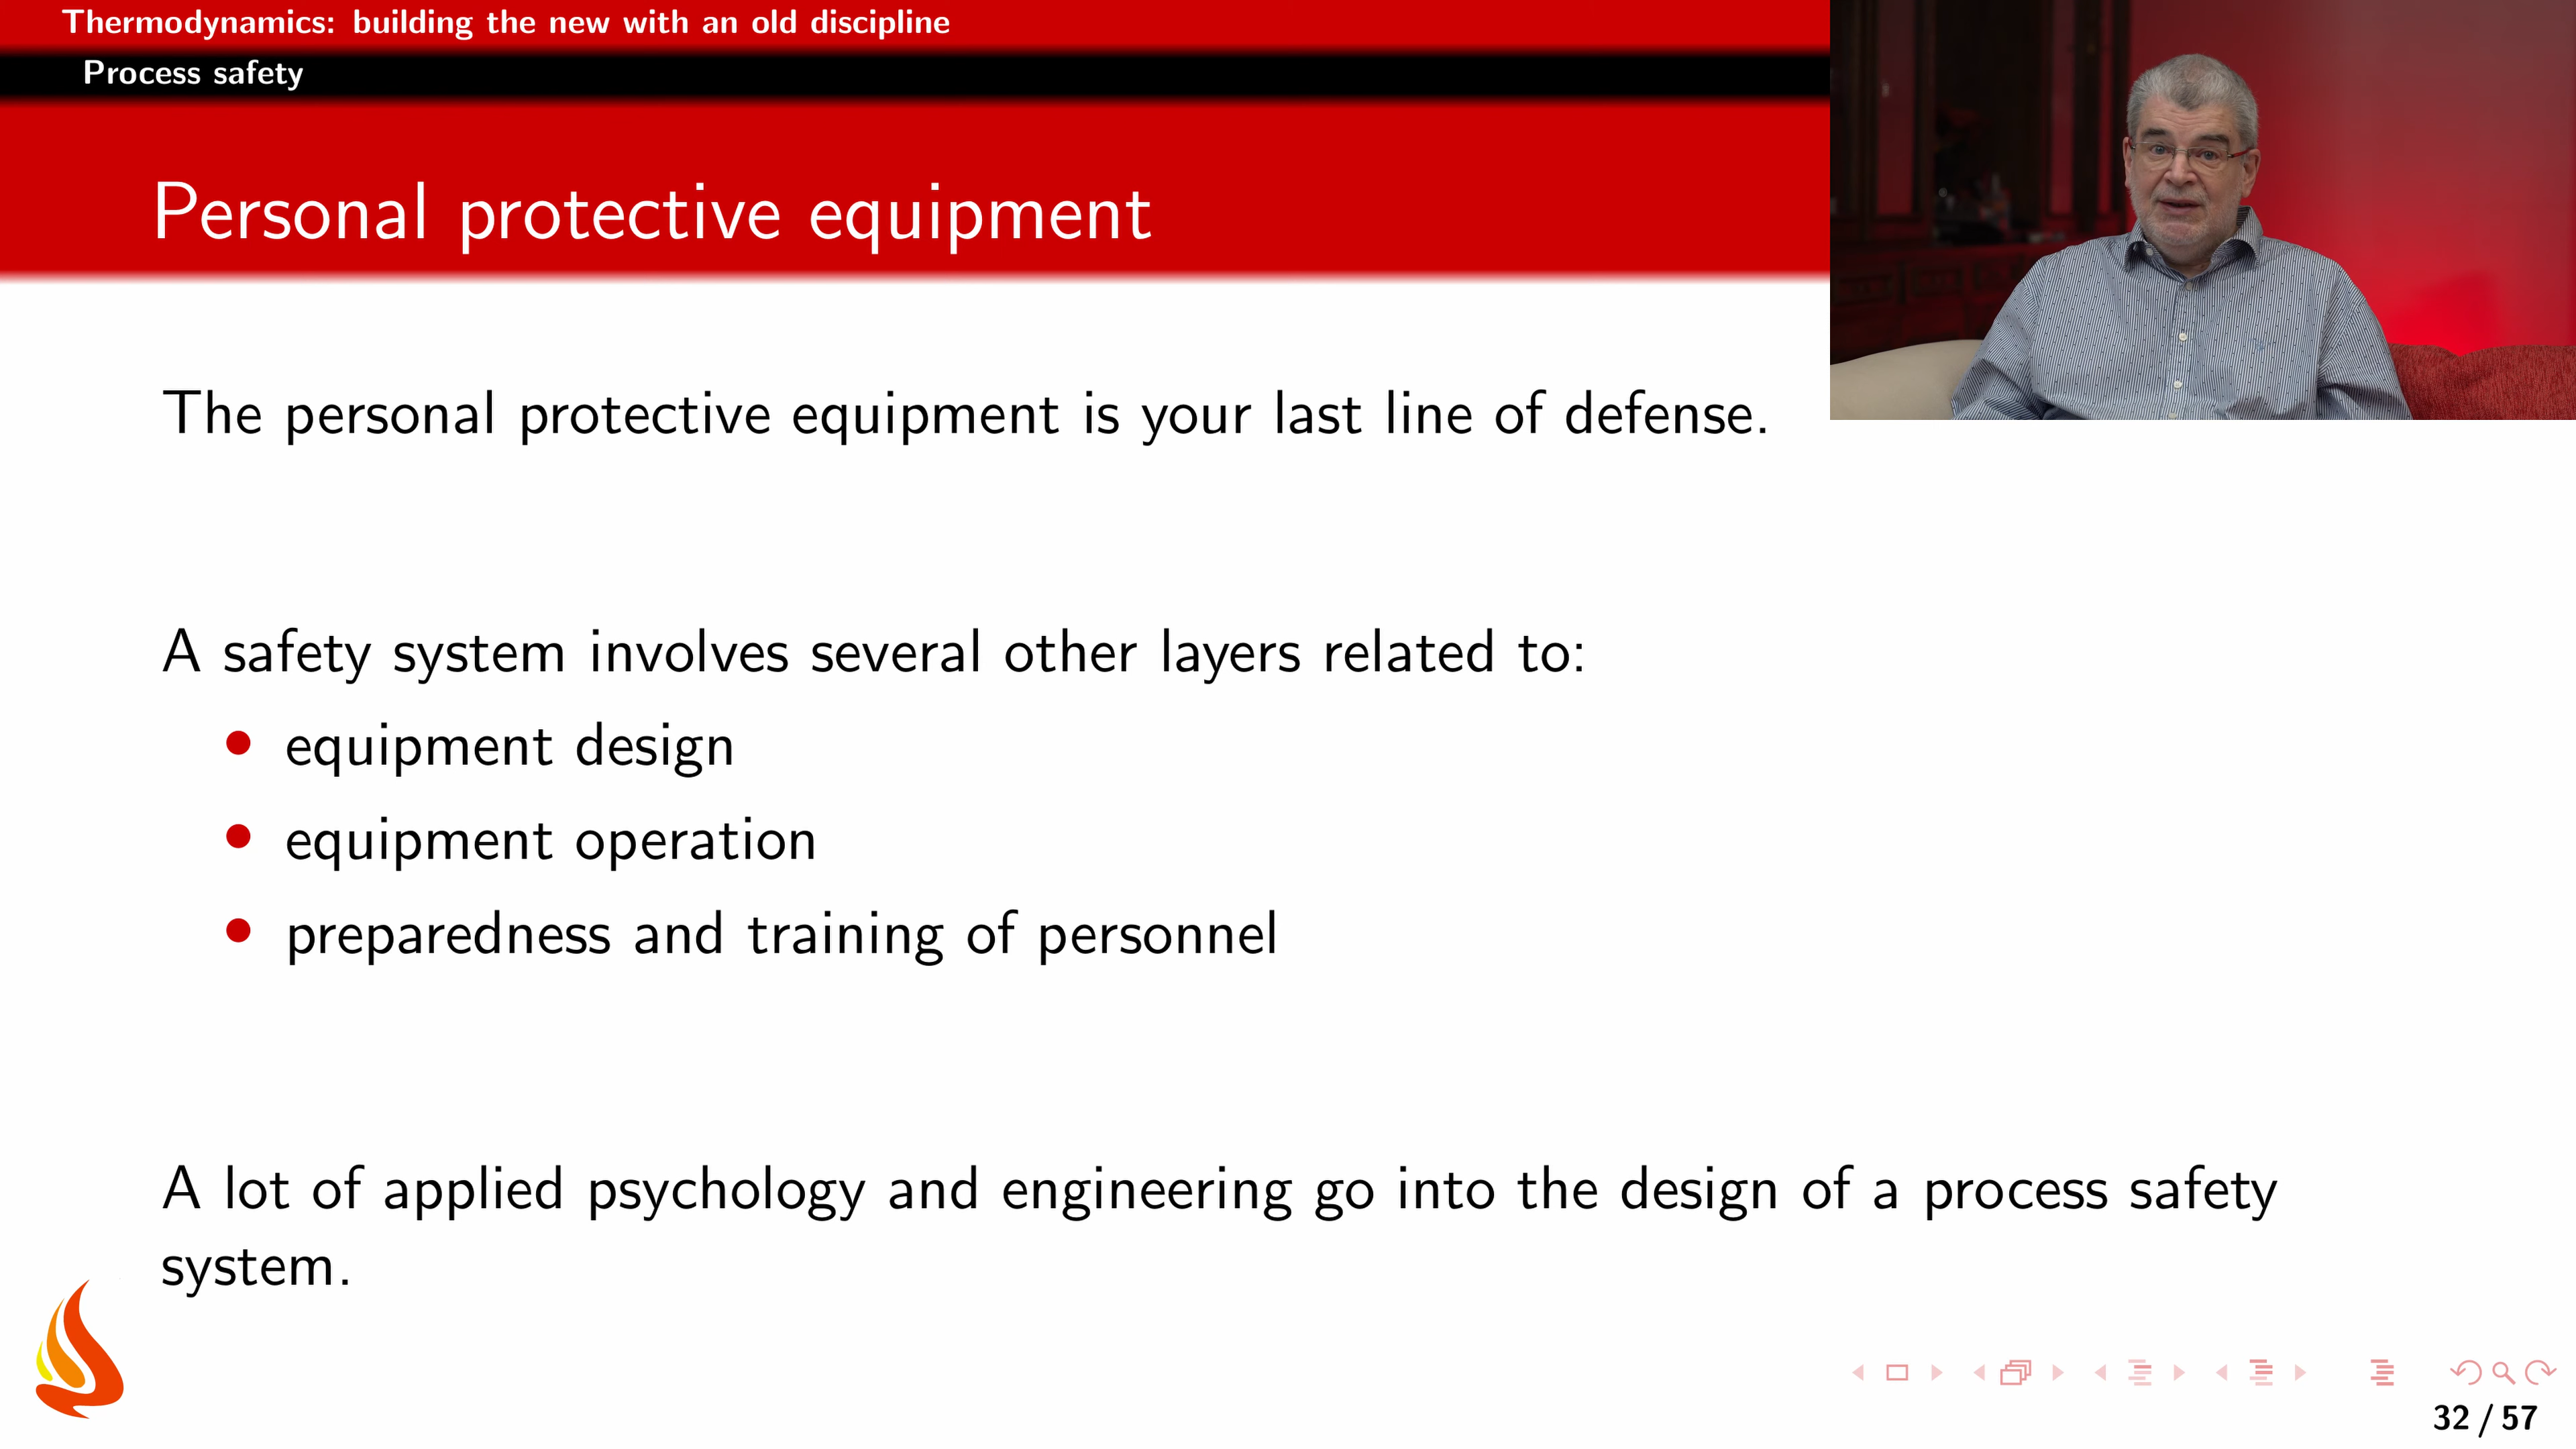 Thermodynamics: building the new with an old discipline
Process safety
Personal protective equipment
The personal protective equipment is your last line of defense.
A safety system involves several other layers related to:
• equipment design
• equipment operation
• preparedness and training of personnel
A lot of applied psychology and engineering go into the design of a process safety
system.
32 / 57